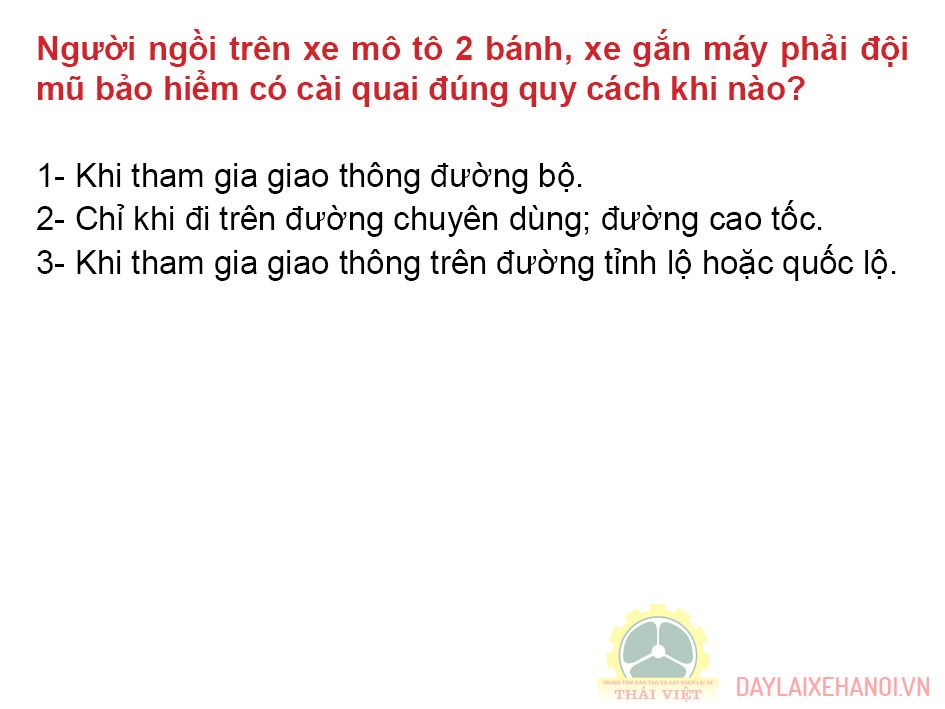 Người ngồi trên xe mô tô 2 bánh, xe gắn máy phải đội
mũ bảo hiểm có cài quai đúng quy cách khi nào?
1- Khi tham gia giao thông đường bộ.
2- Chỉ khi đi trên đường chuyên dùng; đường cao tốc.
3- Khi tham gia giao thông trên đường tỉnh lộ hoặc quốc lộ.
TRUNG TÂM ĐÀO TẠO VÀ SÁT HẠCH LÁI XE
THÁI VIỆT
DAYLAIXEHANOI.VN